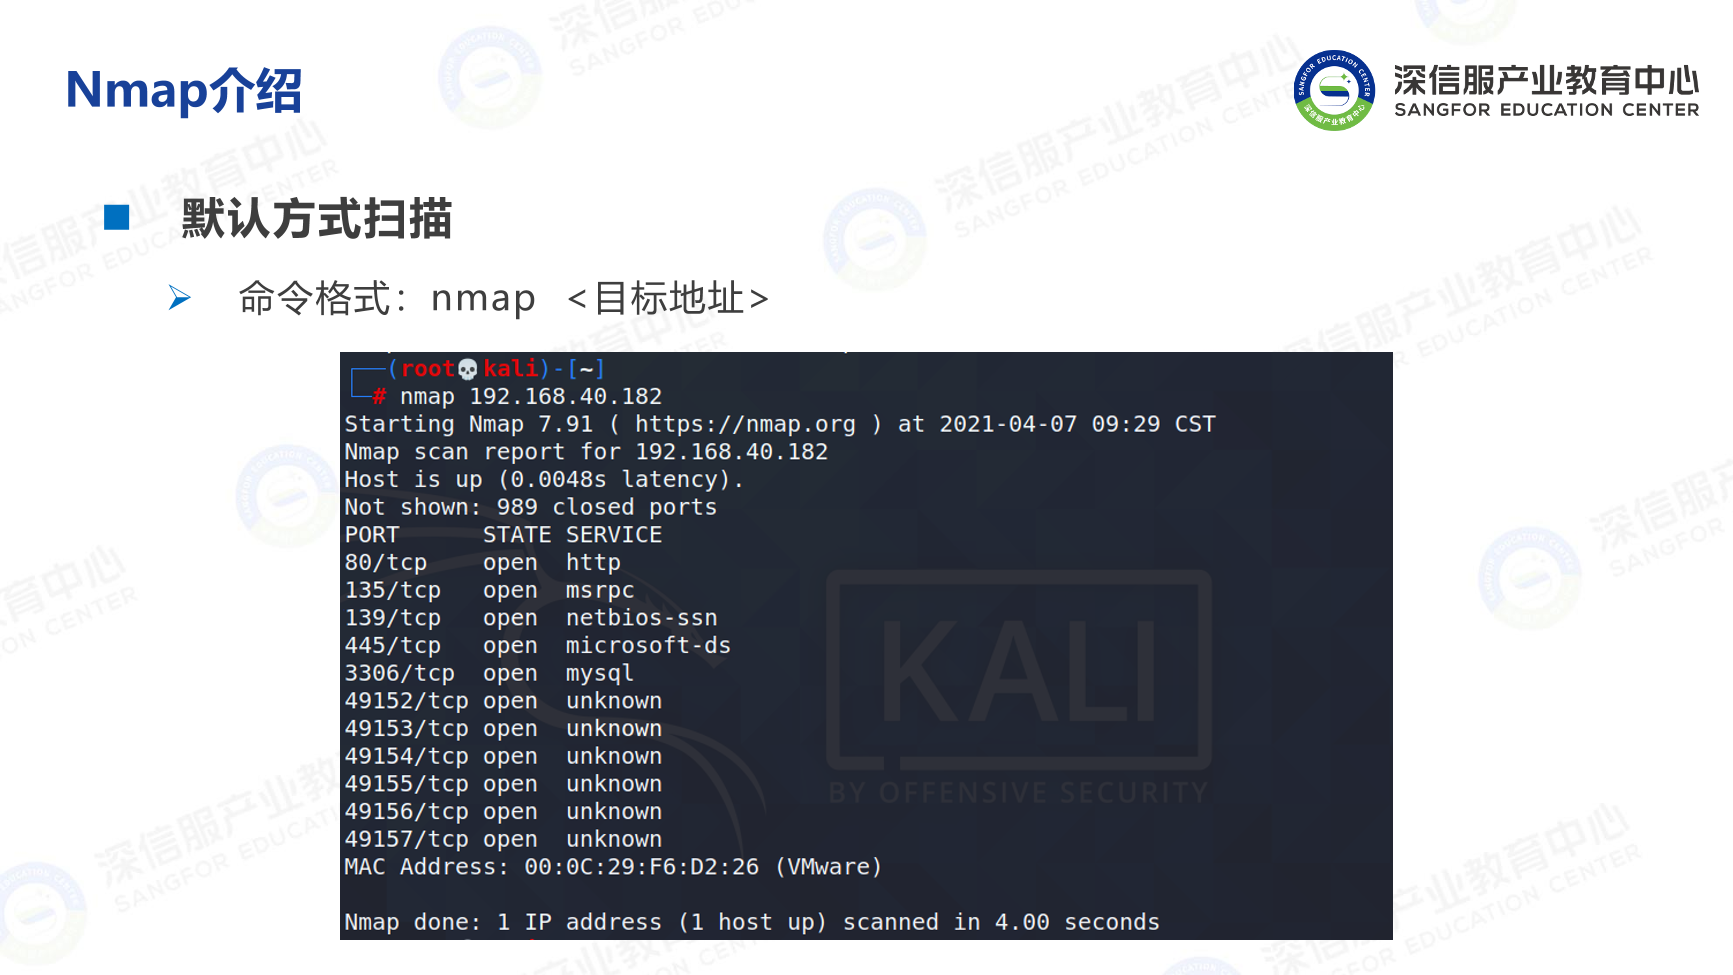 Nmap介绍
深信服产业教育中心
SANGFOR EDUCATION CENTER
默认方式扫描
命令格式：nmap <目标地址>
(root💀kali)-[~]
# nmap 192.168.40.182
Starting Nmap 7.91 ( https://nmap.org ) at 2021-04-07 09:29 CST
Nmap scan report for 192.168.40.182
Host is up (0.0048s latency).
Not shown: 989 closed ports
PORT      STATE SERVICE
80/tcp    open  http
135/tcp   open  msrpc
139/tcp   open  netbios-ssn
445/tcp   open  microsoft-ds
3306/tcp  open  mysql
49152/tcp open  unknown
49153/tcp open  unknown
49154/tcp open  unknown
49155/tcp open  unknown
49156/tcp open  unknown
49157/tcp open  unknown
MAC Address: 00:0C:29:F6:D2:26 (VMware)
Nmap done: 1 IP address (1 host up) scanned in 4.00 seconds
KALI
BY OFFENSIVE SECURITY